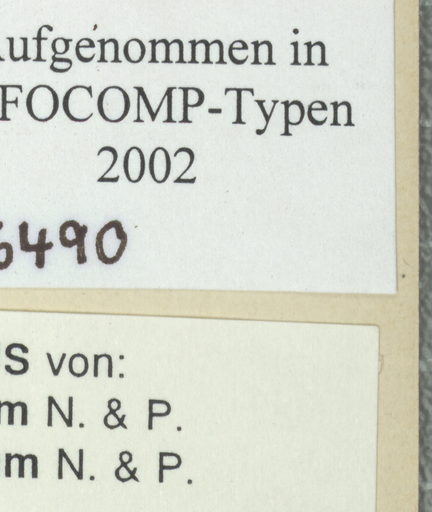 ufgenommen in
FOCOMP-Typen
2002
6490
S von:
m N. & P.
m N. & P.